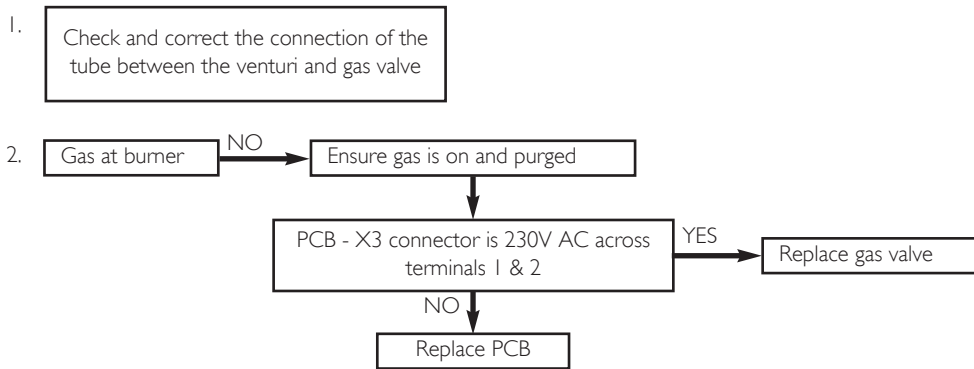 1.
Check and correct the connection of the
tube between the venturi and gas valve
2.
Gas at burner
NO
Ensure gas is on and purged
PCB - X3 connector is 230V AC across
terminals 1 & 2
YES
Replace gas valve
NO
Replace PCB